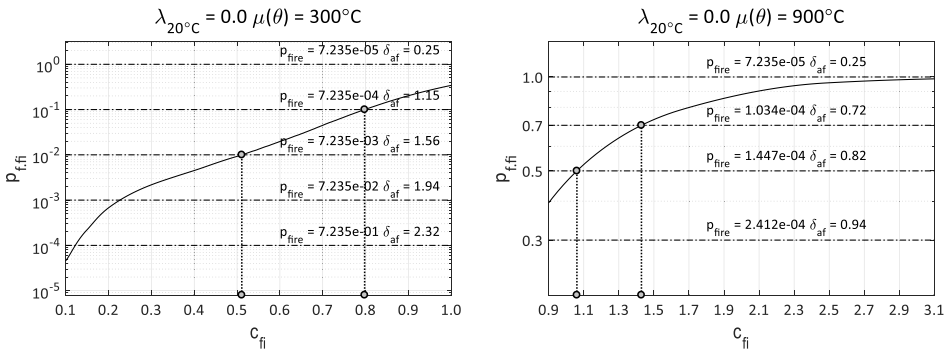 λ20°C = 0.0 μ(θ) = 300°C
pfire = 7.235e-05 δaf = 0.25
10^0
pfire = 7.235e-04 δaf = 1.15
10^-1
pfire = 7.235e-03 δaf = 1.56
10^-2
pfire = 7.235e-02 δaf = 1.94
10^-3
pfire = 7.235e-01 δaf = 2.32
10^-4
10^-5
pf,fi
0.1 0.2 0.3 0.4 0.5 0.6 0.7 0.8 0.9 1.0
cfi
λ20°C = 0.0 μ(θ) = 900°C
pfire = 7.235e-05 δaf = 0.25
1.0
pfire = 1.034e-04 δaf = 0.72
0.7
pfire = 1.447e-04 δaf = 0.82
0.5
pfire = 2.412e-04 δaf = 0.94
0.3
pf,fi
0.9 1.1 1.3 1.5 1.7 1.9 2.1 2.3 2.5 2.7 2.9 3.1
cfi